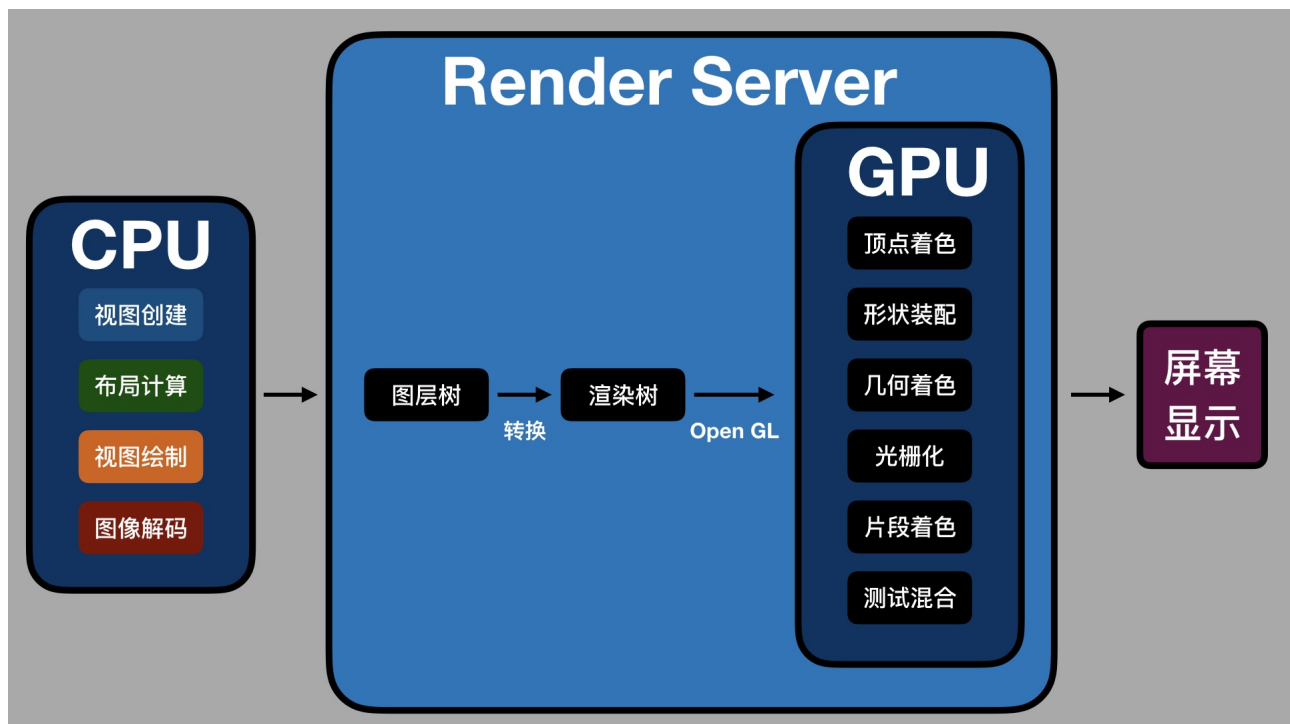 Render Server
CPU
视图创建
布局计算
视图绘制
图像解码
图层树
转换
渲染树
Open GL
GPU
顶点着色
形状装配
几何着色
光栅化
片段着色
测试混合
屏幕
显示